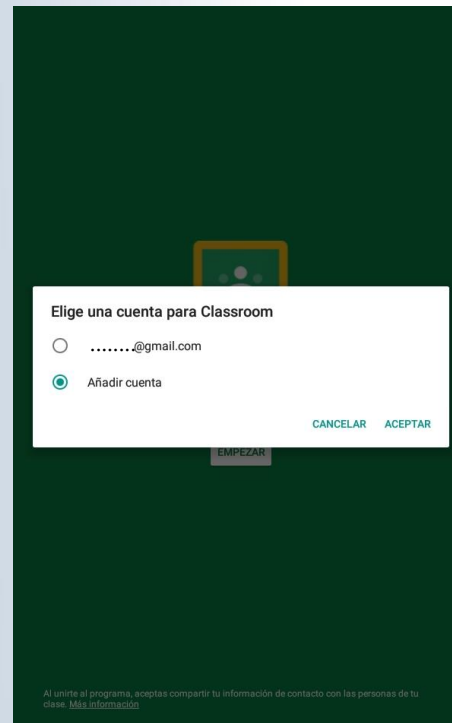 Elige una cuenta para Classroom
........@gmail.com
Añadir cuenta
CANCELAR ACEPTAR
EMPEZAR
Al unirte al programa, aceptas compartir tu información de contacto con las personas de tu
clase. Más información